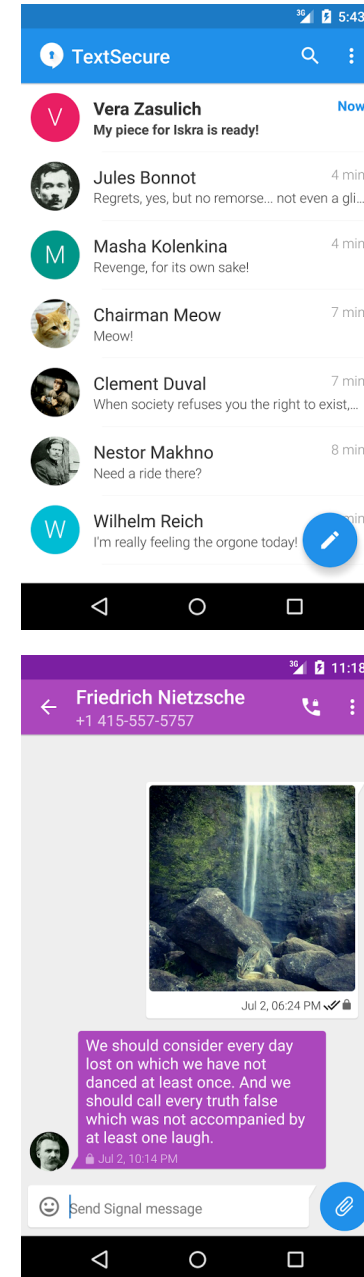 3G 5:43
TextSecure
V
Vera Zasulich Now
My piece for Iskra is ready!
Jules Bonnot 4 min
Regrets, yes, but no remorse... not even a gli...
M
Masha Kolenkina 4 min
Revenge, for its own sake!
Chairman Meow 7 min
Meow!
Clement Duval 7 min
When society refuses you the right to exist,...
Nestor Makhno 8 min
Need a ride there?
W
Wilhelm Reich min
I'm really feeling the orgone today!
3G 11:18
Friedrich Nietzsche
+1 415-557-5757
Jul 2, 06:24 PM
We should consider every day
lost on which we have not
danced at least once. And we
should call every truth false
which was not accompanied by
at least one laugh.
Jul 2, 10:14 PM
Send Signal message